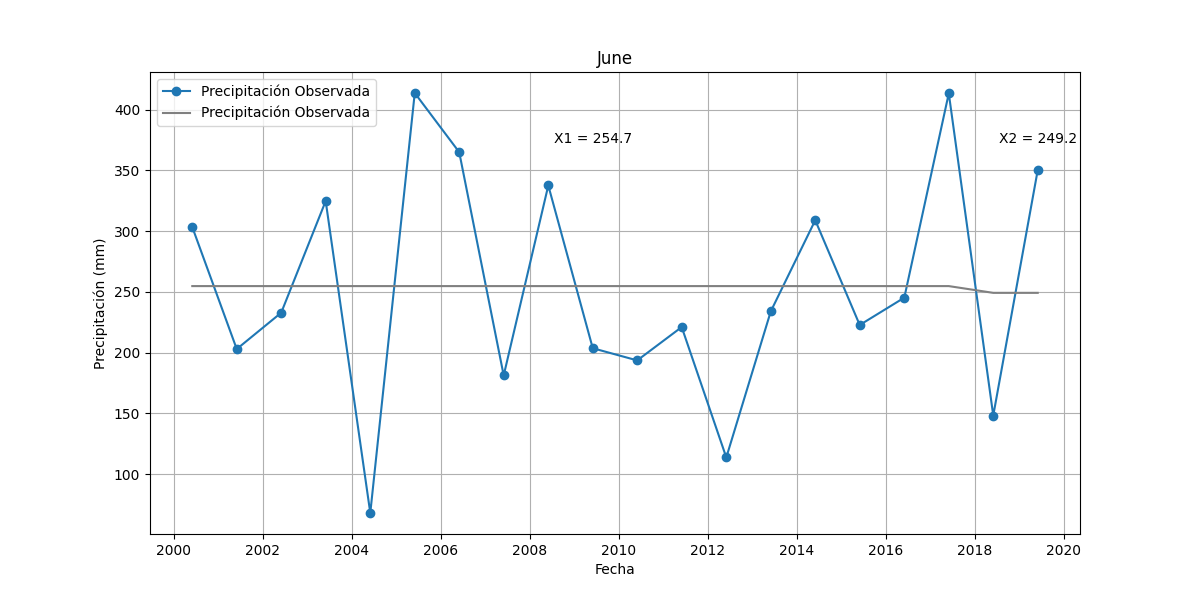 June
Precipitación Observada
Precipitación Observada
X1 = 254.7
X2 = 249.2
Precipitación (mm)
400
350
300
250
200
150
100
2000 2002 2004 2006 2008 2010 2012 2014 2016 2018 2020
Fecha